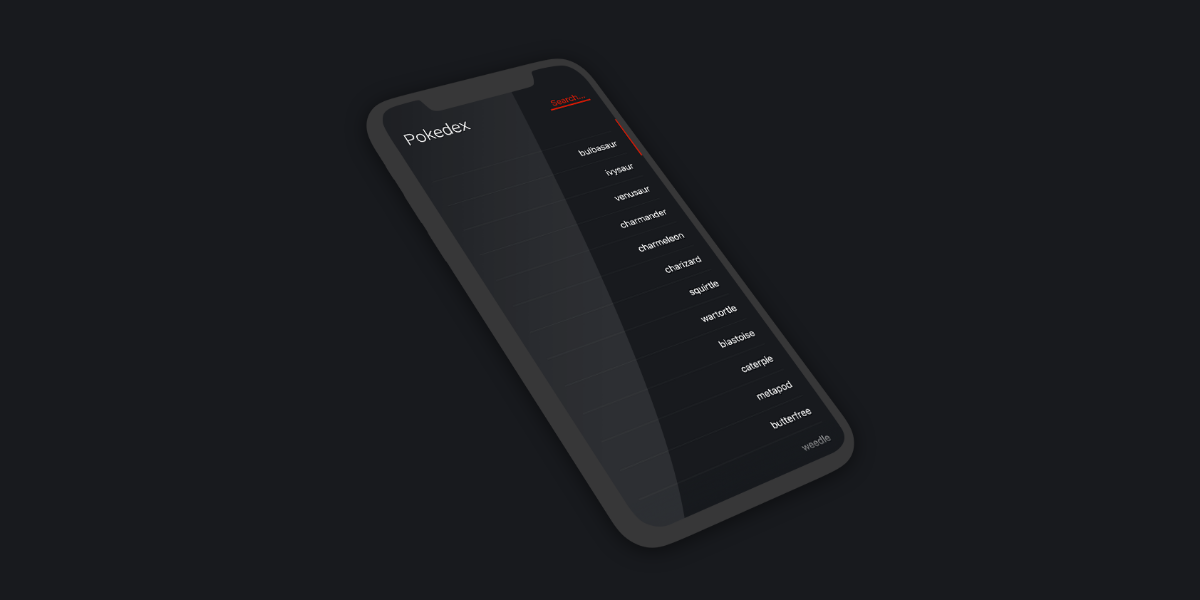 Search...
Pokedex
bulbasaur
ivysaur
venusaur
charmander
charmeleon
charizard
squirtle
wartortle
blastoise
caterpie
metapod
butterfree
weedle